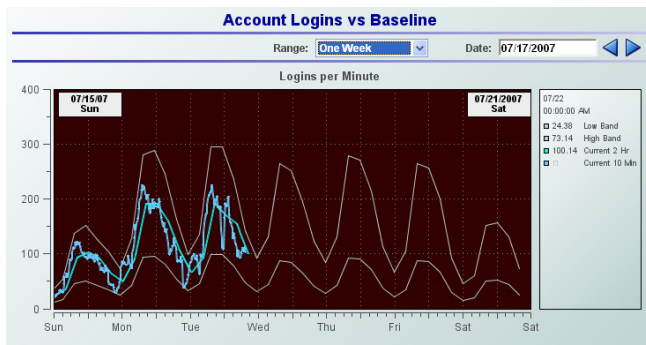 Account Logins vs Baseline
Range: One Week Date: 07/17/2007
Logins per Minute
400
300
200
100
0
07/15/07
Sun
07/21/2007
Sat
07/22
00:00:00 AM
24.38 Low Band
73.14 High Band
100.14 Current 2 Hr
Current 10 Min
Sun Mon Tue Wed Thu Fri Sat Sat